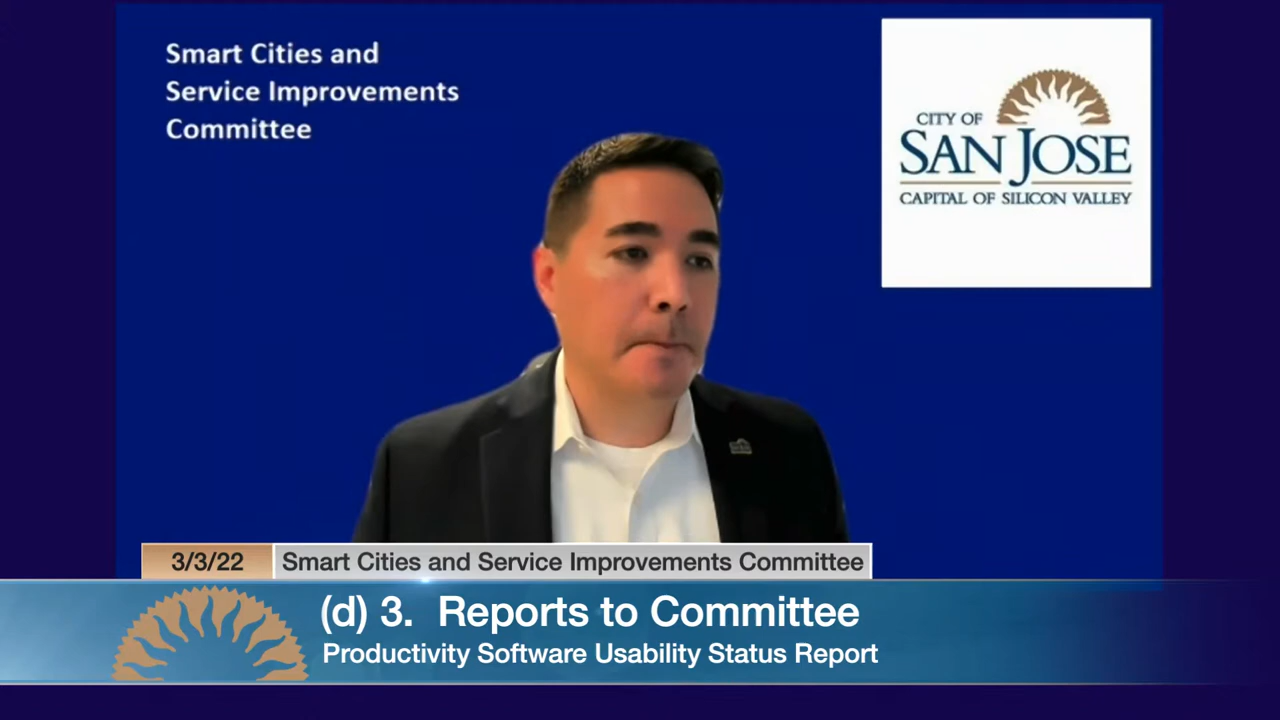 Smart Cities and
Service Improvements
Committee
CITY OF
SAN JOSE
CAPITAL OF SILICON VALLEY
3/3/22 Smart Cities and Service Improvements Committee
(d) 3. Reports to Committee
Productivity Software Usability Status Report